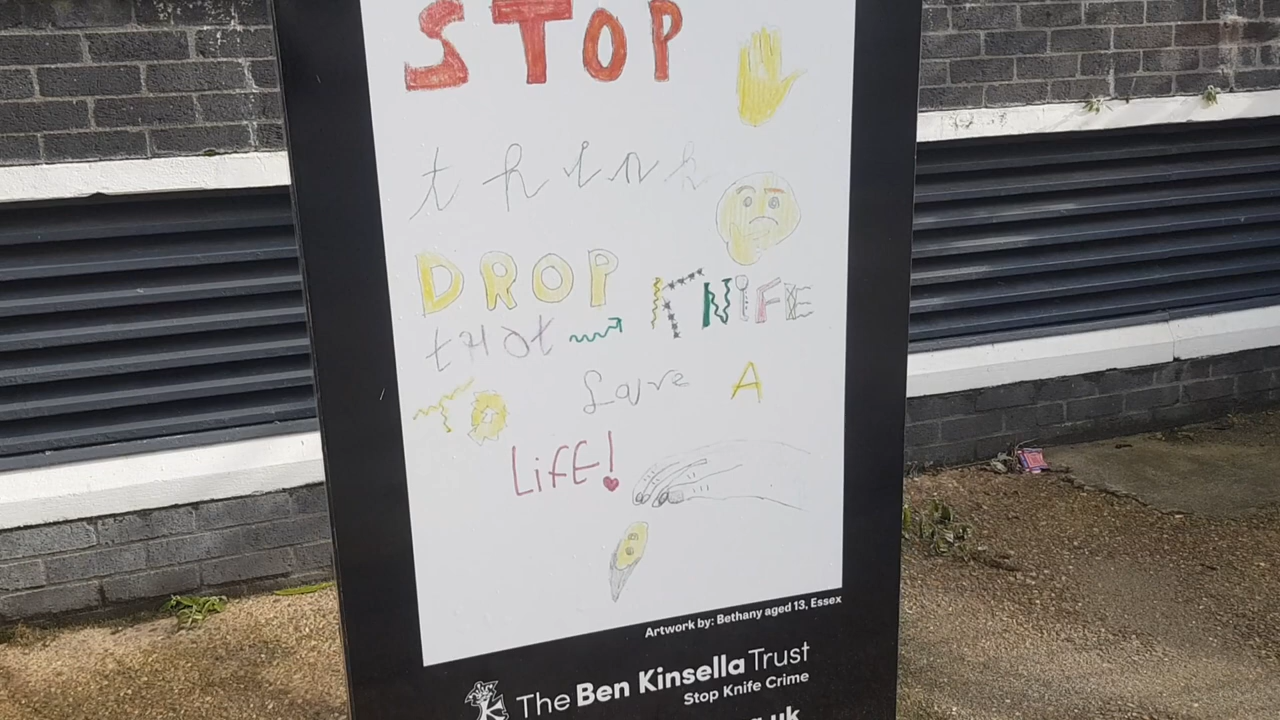 STOP
think
DROP
tHat KNiFE
Save A
LiFE!
Artwork by: Bethany aged 13, Essex
The Ben Kinsella Trust
Stop Knife Crime
.uk